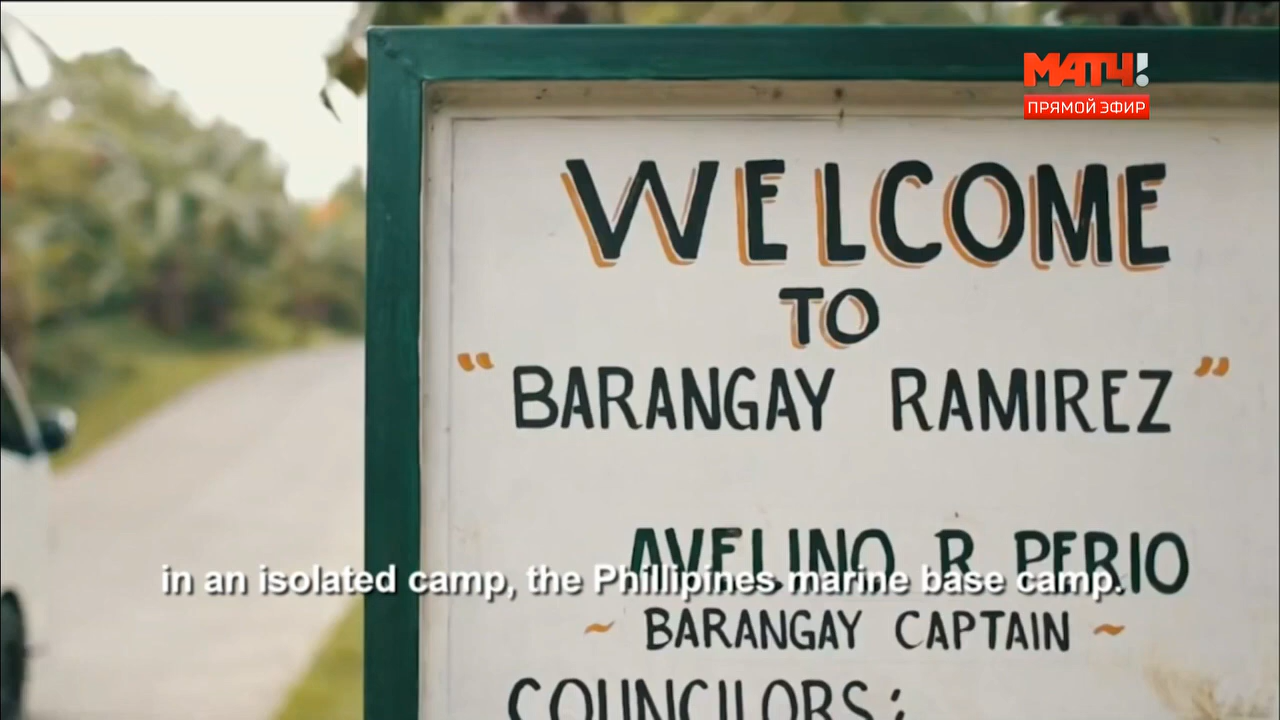 МАТЧ!
ПРЯМОЙ ЭФИР
WELCOME
TO
"BARANGAY RAMIREZ"
AVELINO R. PERIO
in an isolated camp, the Phillipines marine base camp.
~ BARANGAY CAPTAIN ~
COUNCILORS: